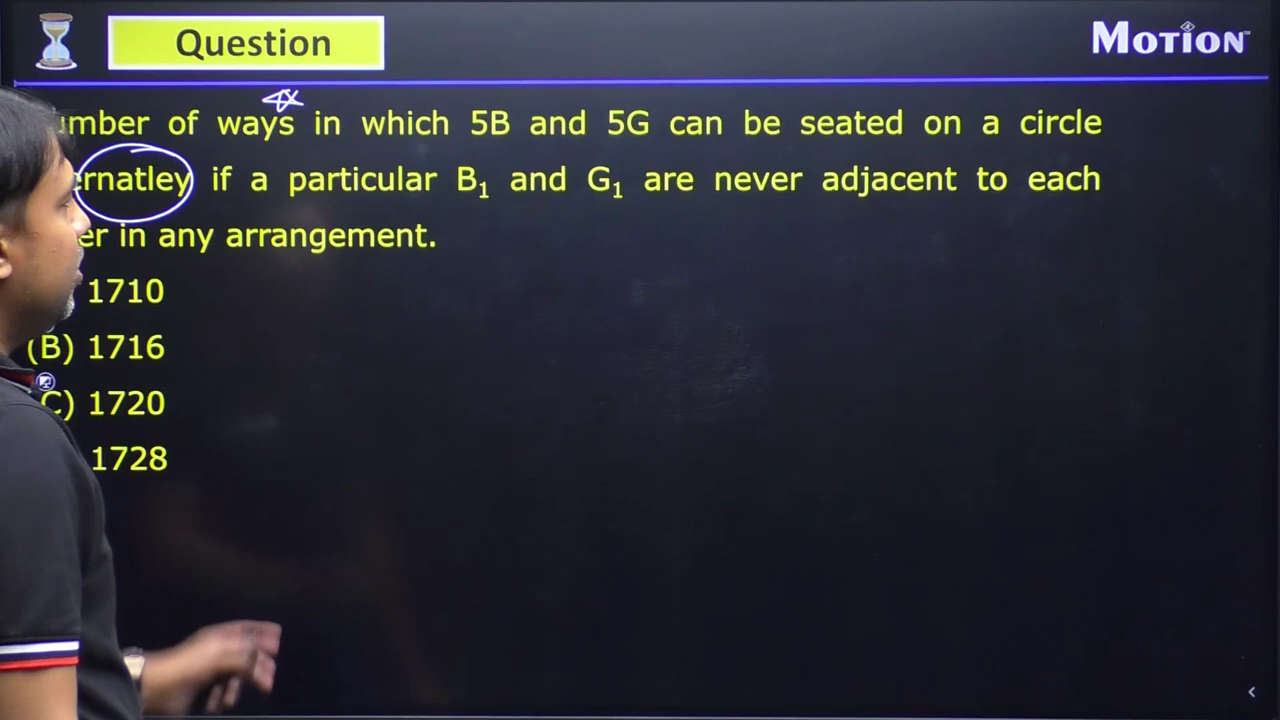 Question
MOTION
umber of ways in which 5B and 5G can be seated on a circle
ernatley if a particular B₁ and G₁ are never adjacent to each
er in any arrangement.
1710
(B) 1716
C) 1720
1728